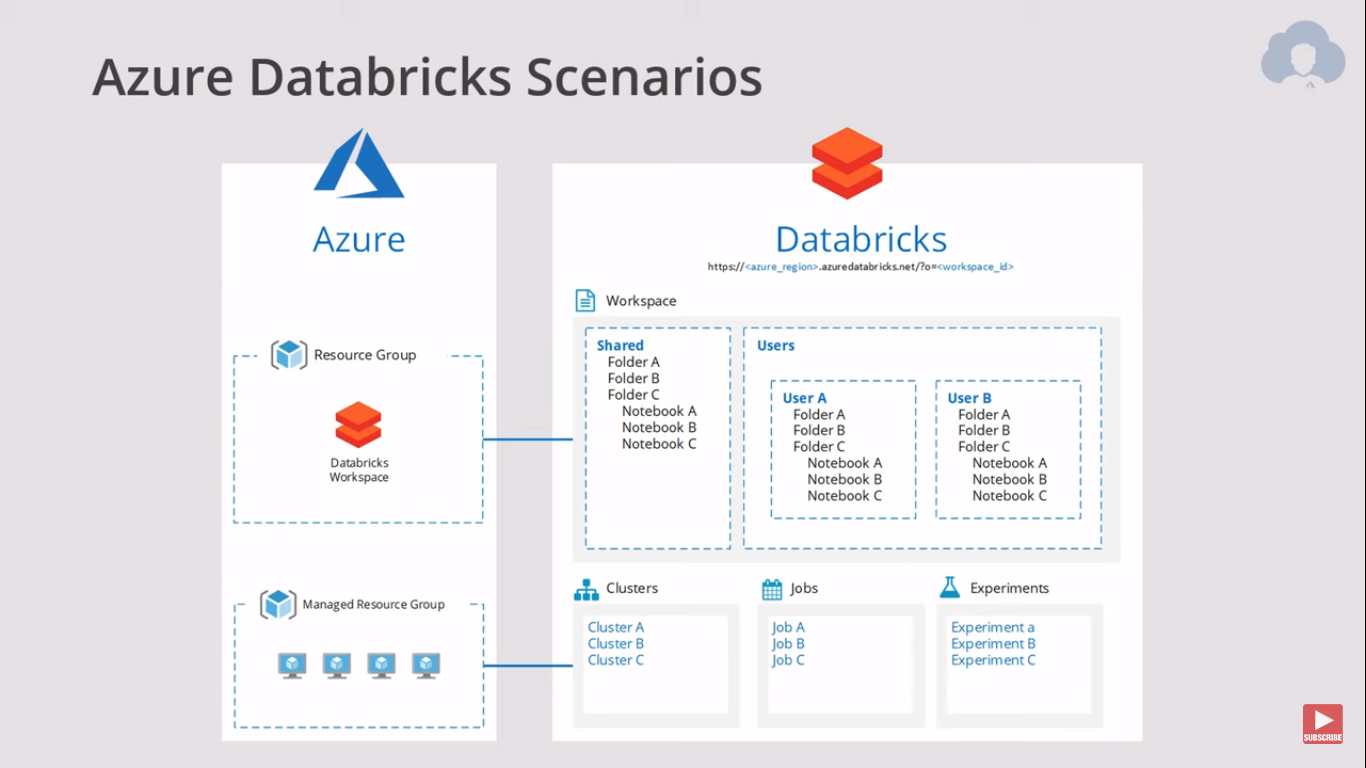 Azure Databricks Scenarios
Azure
Resource Group
Databricks
Workspace
Managed Resource Group
Databricks
https://<azure_region>.azuredatabricks.net/?o=<workspace_id>
Workspace
Shared
Folder A
Folder B
Folder C
Notebook A
Notebook B
Notebook C
Users
User A
Folder A
Folder B
Folder C
Notebook A
Notebook B
Notebook C
User B
Folder A
Folder B
Folder C
Notebook A
Notebook B
Notebook C
Clusters
Cluster A
Cluster B
Cluster C
Jobs
Job A
Job B
Job C
Experiments
Experiment a
Experiment B
Experiment C
SUBSCRIBE